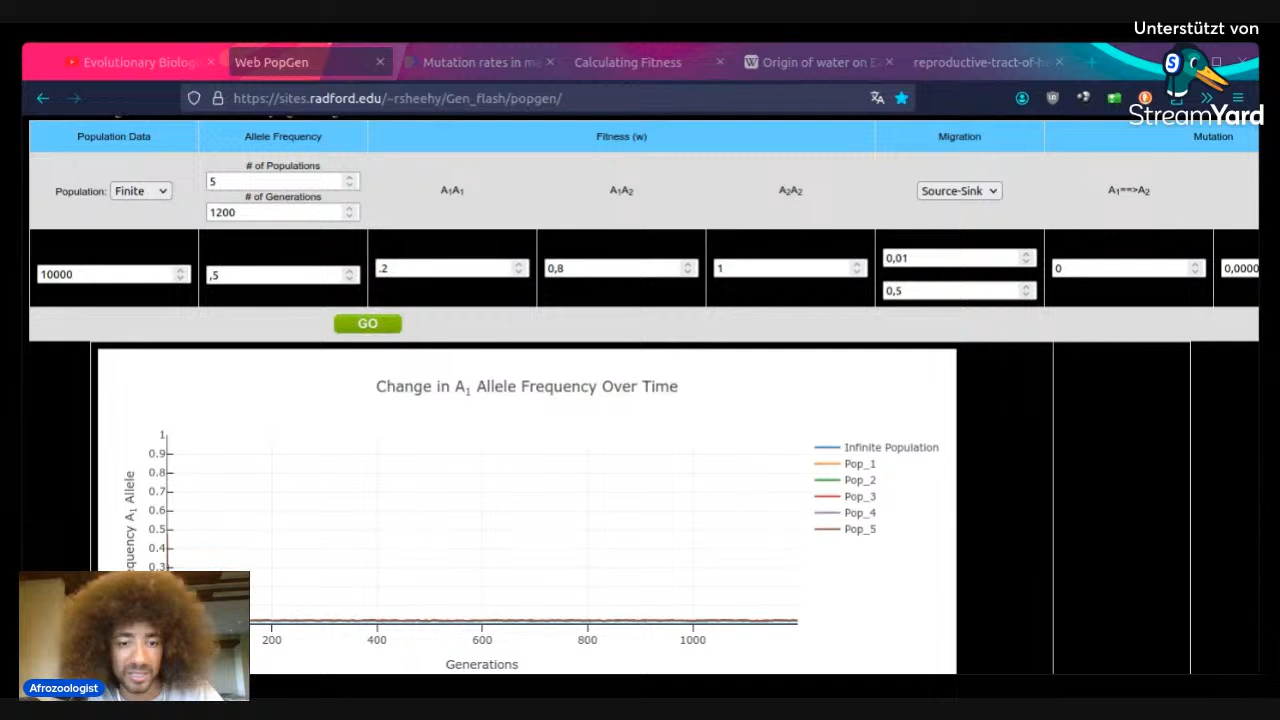 Unterstützt von
StreamYard
Evolutionary Biologi
Web PopGen
Mutation rates in m
Calculating Fitness
Origin of water on E
reproductive-tract-of-h
https://sites.radford.edu/~rsheehy/Gen_flash/popgen/
Population Data
Allele Frequency
Fitness (w)
Migration
Mutation
Population: Finite
# of Populations
5
# of Generations
1200
A₁A₁
A₁A₂
A₂A₂
Source-Sink
A₁==>A₂
10000
,5
.2
0,8
1
0,01
0,5
0
0,0000
GO
Change in A₁ Allele Frequency Over Time
1
0.9
0.8
0.7
0.6
0.5
0.4
0.3
equency A₁ Allele
Infinite Population
Pop_1
Pop_2
Pop_3
Pop_4
Pop_5
200
400
600
800
1000
Generations
Afrozoologist